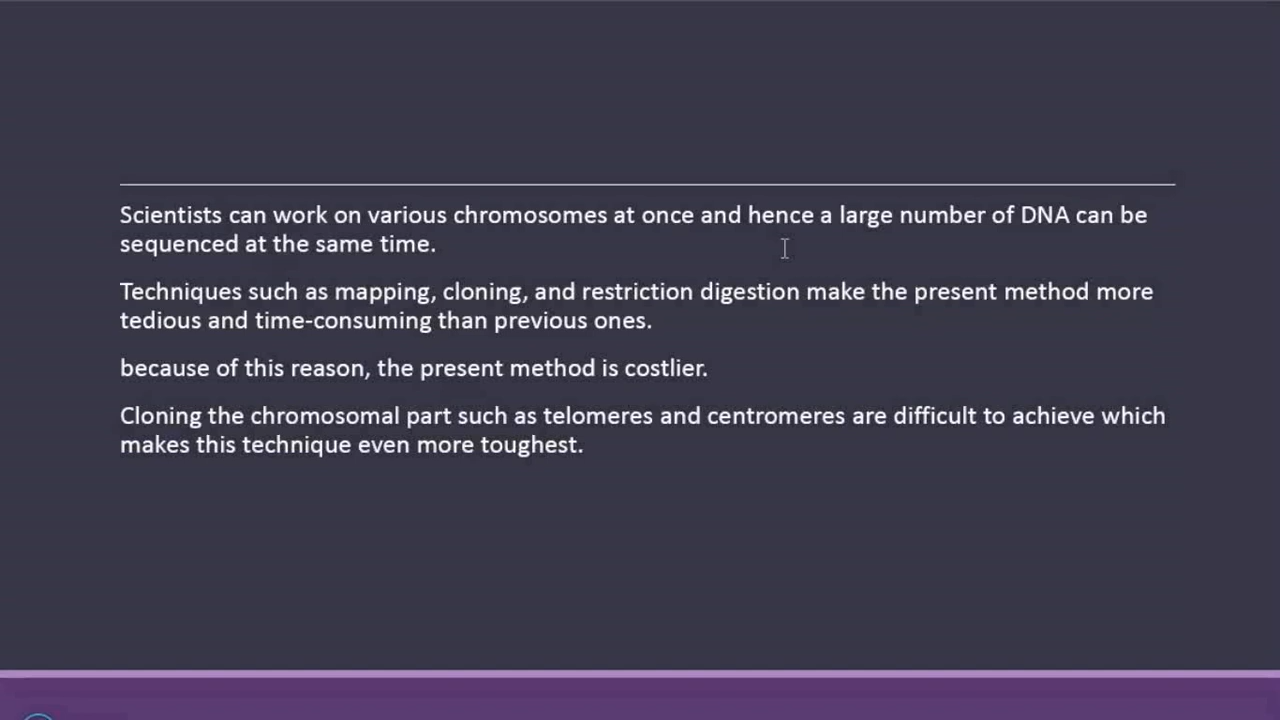 Scientists can work on various chromosomes at once and hence a large number of DNA can be
sequenced at the same time.
Techniques such as mapping, cloning, and restriction digestion make the present method more
tedious and time-consuming than previous ones.
because of this reason, the present method is costlier.
Cloning the chromosomal part such as telomeres and centromeres are difficult to achieve which
makes this technique even more toughest.